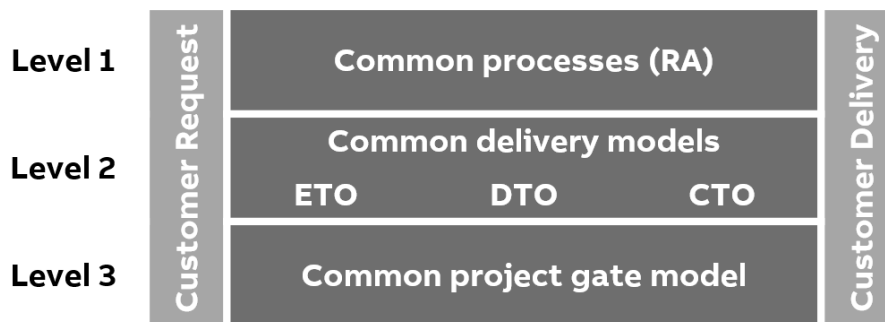 Level 1
Customer Request
Common processes (RA)
Customer Delivery
Level 2
Common delivery models
ETO DTO CTO
Level 3
Common project gate model